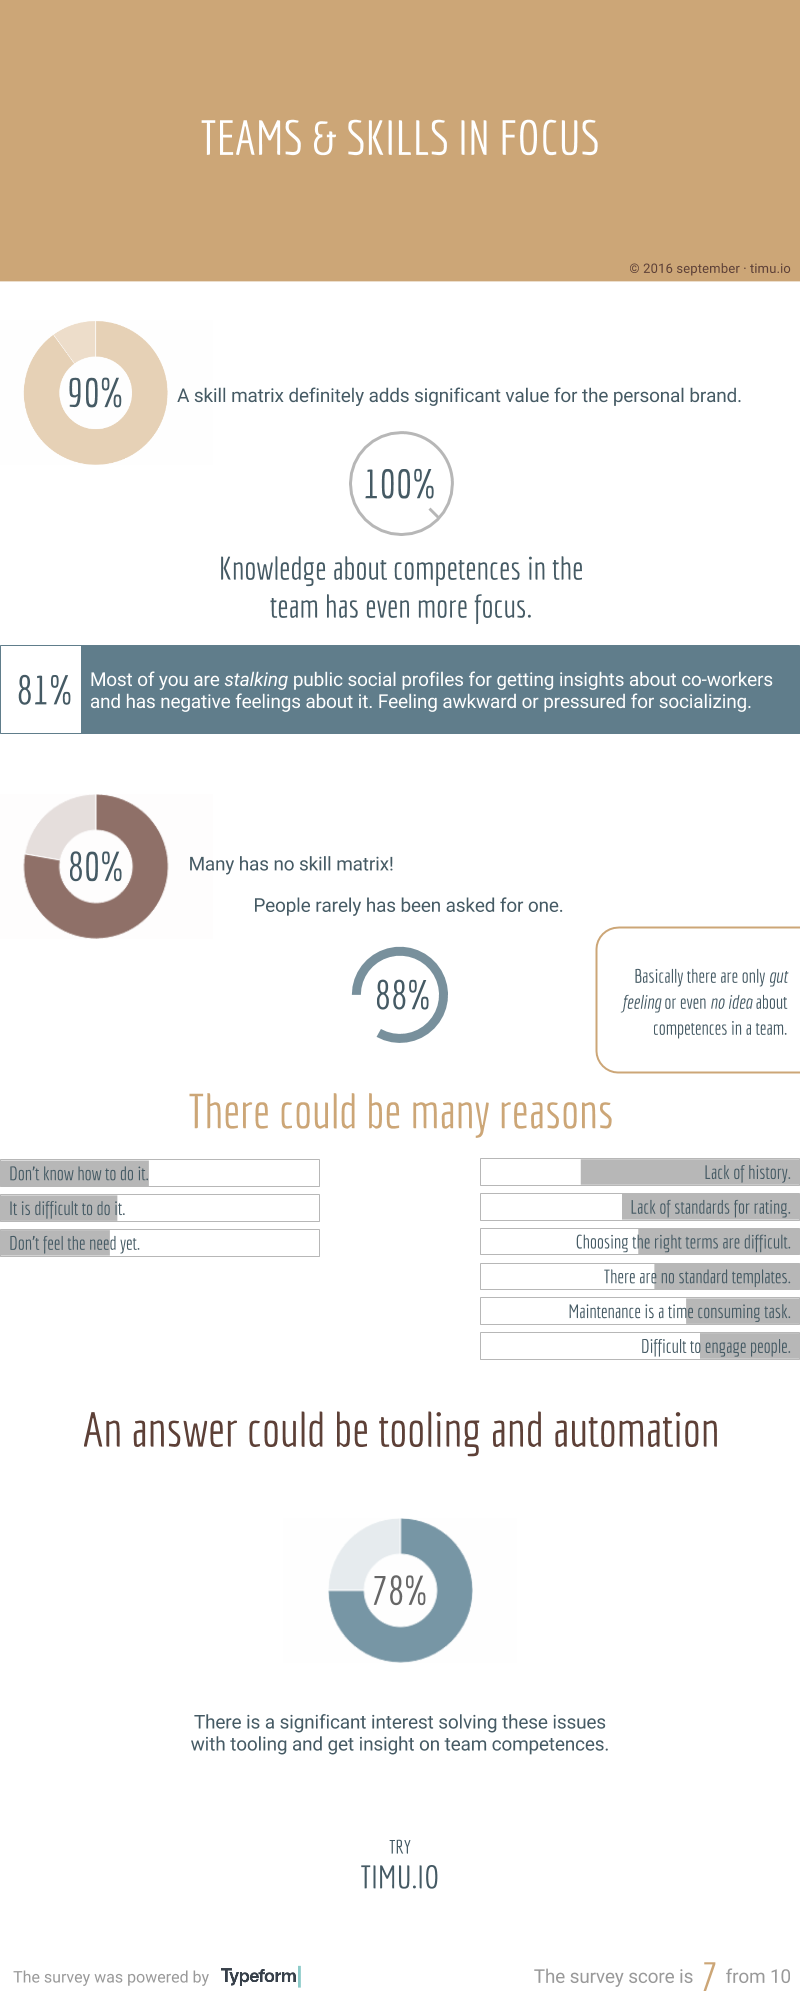 TEAMS & SKILLS IN FOCUS
© 2016 september · timu.io
90%
A skill matrix definitely adds significant value for the personal brand.
100%
Knowledge about competences in the
team has even more focus.
81%
Most of you are stalking public social profiles for getting insights about co-workers
and has negative feelings about it. Feeling awkward or pressured for socializing.
80%
Many has no skill matrix!
People rarely has been asked for one.
88%
Basically there are only gut
feeling or even no idea about
competences in a team.
There could be many reasons
Don't know how to do it.
It is difficult to do it.
Don't feel the need yet.
Lack of history.
Lack of standards for rating.
Choosing the right terms are difficult.
There are no standard templates.
Maintenance is a time consuming task.
Difficult to engage people.
An answer could be tooling and automation
78%
There is a significant interest solving these issues
with tooling and get insight on team competences.
TRY
TIMU.IO
The survey was powered by Typeform
The survey score is 7 from 10